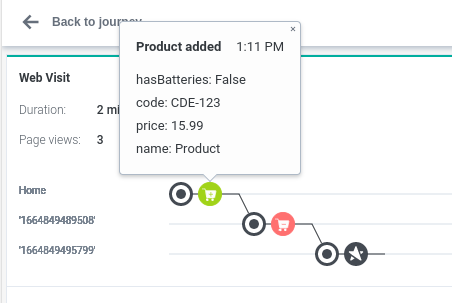 Back to journey
×
Product added 1:11 PM
hasBatteries: False
code: CDE-123
price: 15.99
name: Product
Web Visit
Duration: 2 mi
Page views: 3
Home
'1664849489508'
'1664849495799'